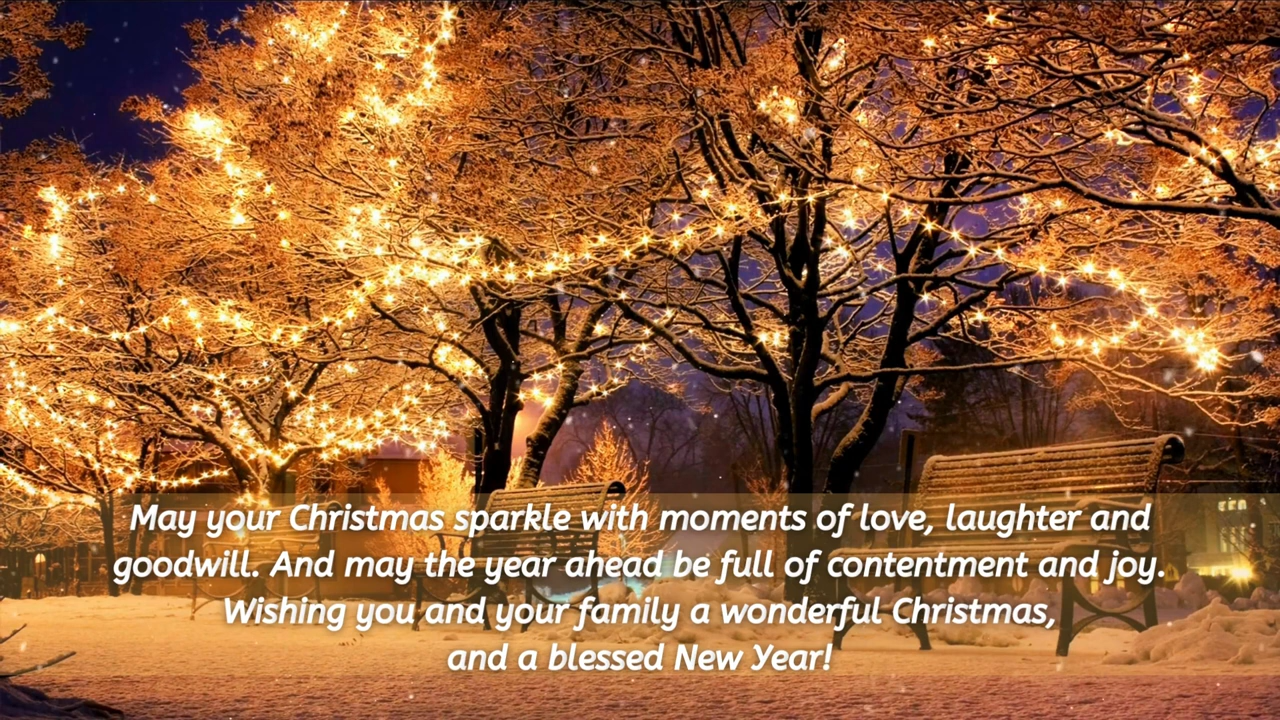 May your Christmas sparkle with moments of love, laughter and
goodwill. And may the year ahead be full of contentment and joy.
Wishing you and your family a wonderful Christmas,
and a blessed New Year!